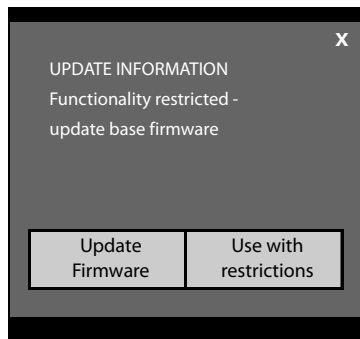 X
UPDATE INFORMATION
Functionality restricted -
update base firmware
Update
Firmware
Use with
restrictions